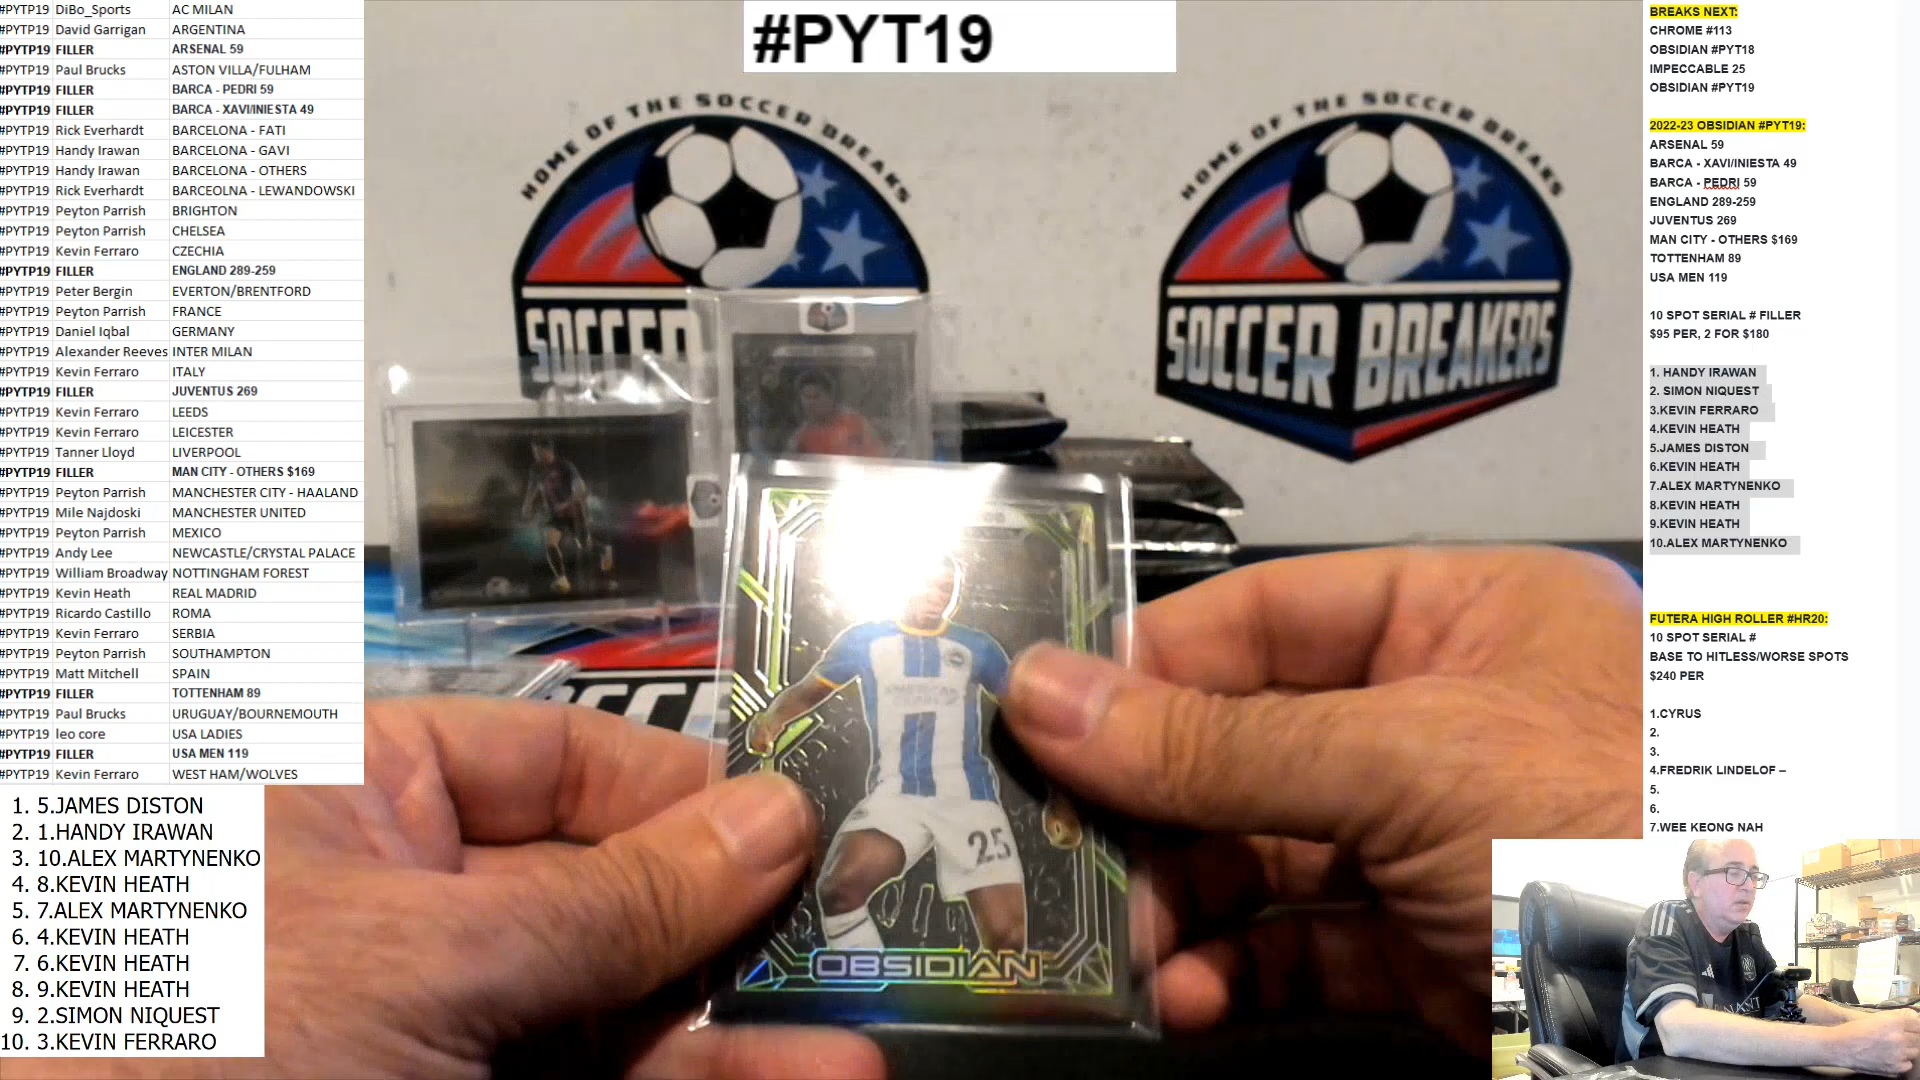 #PYTP19 DiBo_Sports AC MILAN
#PYTP19 David Garrigan ARGENTINA
#PYTP19 FILLER ARSENAL 59
#PYTP19 Paul Brucks ASTON VILLA/FULHAM
#PYTP19 FILLER BARCA - PEDRI 59
#PYTP19 FILLER BARCA - XAVI/INIESTA 49
#PYTP19 Rick Everhardt BARCELONA - FATI
#PYTP19 Handy Irawan BARCELONA - GAVI
#PYTP19 Handy Irawan BARCELONA - OTHERS
#PYTP19 Rick Everhardt BARCEOLNA - LEWANDOWSKI
#PYTP19 Peyton Parrish BRIGHTON
#PYTP19 Peyton Parrish CHELSEA
#PYTP19 Kevin Ferraro CZECHIA
#PYTP19 FILLER ENGLAND 289-259
#PYTP19 Peter Bergin EVERTON/BRENTFORD
#PYTP19 Peyton Parrish FRANCE
#PYTP19 Daniel Iqbal GERMANY
#PYTP19 Alexander Reeves INTER MILAN
#PYTP19 Kevin Ferraro ITALY
#PYTP19 FILLER JUVENTUS 269
#PYTP19 Kevin Ferraro LEEDS
#PYTP19 Kevin Ferraro LEICESTER
#PYTP19 Tanner Lloyd LIVERPOOL
#PYTP19 FILLER MAN CITY - OTHERS $169
#PYTP19 Peyton Parrish MANCHESTER CITY - HAALAND
#PYTP19 Mile Najdoski MANCHESTER UNITED
#PYTP19 Peyton Parrish MEXICO
#PYTP19 Andy Lee NEWCASTLE/CRYSTAL PALACE
#PYTP19 William Broadway NOTTINGHAM FOREST
#PYTP19 Kevin Heath REAL MADRID
#PYTP19 Ricardo Castillo ROMA
#PYTP19 Kevin Ferraro SERBIA
#PYTP19 Peyton Parrish SOUTHAMPTON
#PYTP19 Matt Mitchell SPAIN
#PYTP19 FILLER TOTTENHAM 89
#PYTP19 Paul Brucks URUGUAY/BOURNEMOUTH
#PYTP19 leo core USA LADIES
#PYTP19 FILLER USA MEN 119
#PYTP19 Kevin Ferraro WEST HAM/WOLVES
1. 5.JAMES DISTON
2. 1.HANDY IRAWAN
3. 10.ALEX MARTYNENKO
4. 8.KEVIN HEATH
5. 7.ALEX MARTYNENKO
6. 4.KEVIN HEATH
7. 6.KEVIN HEATH
8. 9.KEVIN HEATH
9. 2.SIMON NIQUEST
10. 3.KEVIN FERRARO
#PYT19
HOME OF THE SOCCER BREAKS
SOCCER
HOME OF THE SOCCER BREAKS
SOCCER BREAKERS
25
OBSIDIAN
BREAKS NEXT:
CHROME #113
OBSIDIAN #PYT18
IMPECCABLE 25
OBSIDIAN #PYT19
2022-23 OBSIDIAN #PYT19:
ARSENAL 59
BARCA - XAVI/INIESTA 49
BARCA - PEDRI 59
ENGLAND 289-259
JUVENTUS 269
MAN CITY - OTHERS $169
TOTTENHAM 89
USA MEN 119
10 SPOT SERIAL # FILLER
$95 PER, 2 FOR $180
1. HANDY IRAWAN
2. SIMON NIQUEST
3.KEVIN FERRARO
4.KEVIN HEATH
5.JAMES DISTON
6.KEVIN HEATH
7.ALEX MARTYNENKO
8.KEVIN HEATH
9.KEVIN HEATH
10.ALEX MARTYNENKO
FUTERA HIGH ROLLER #HR20:
10 SPOT SERIAL #
BASE TO HITLESS/WORSE SPOTS
$240 PER
1.CYRUS
2.
3.
4.FREDRIK LINDELOF –
5.
6.
7.WEE KEONG NAH